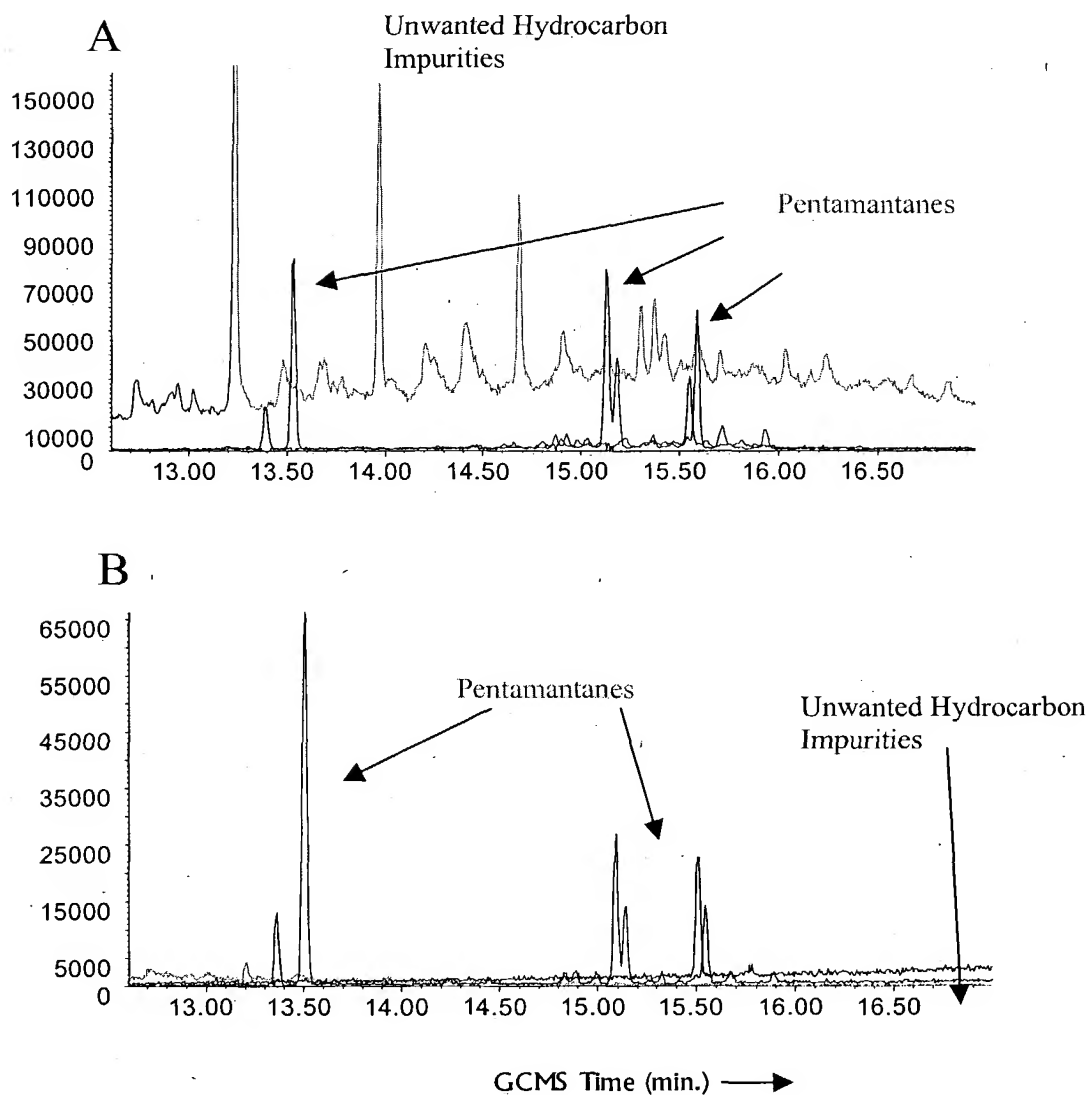 A
Unwanted Hydrocarbon
Impurities
150000
130000
110000
90000
70000
50000
30000
10000
0
Pentamantanes
13.00 13.50 14.00 14.50 15.00 15.50 16.00 16.50
B
65000
55000
45000
35000
25000
15000
5000
0
Pentamantanes
Unwanted Hydrocarbon
Impurities
13.00 13.50 14.00 14.50 15.00 15.50 16.00 16.50
GCMS Time (min.)